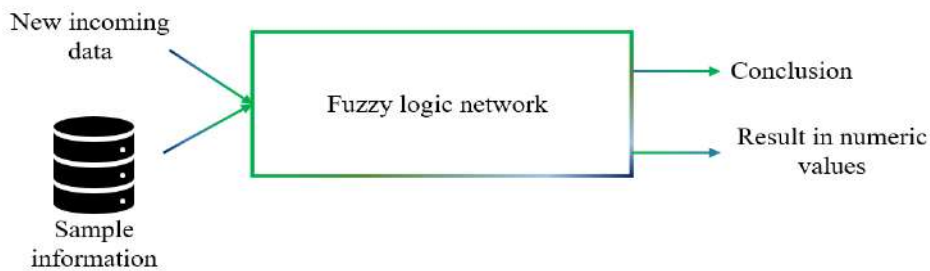 New incoming
data
Fuzzy logic network
Conclusion
Result in numeric
values
Sample
information